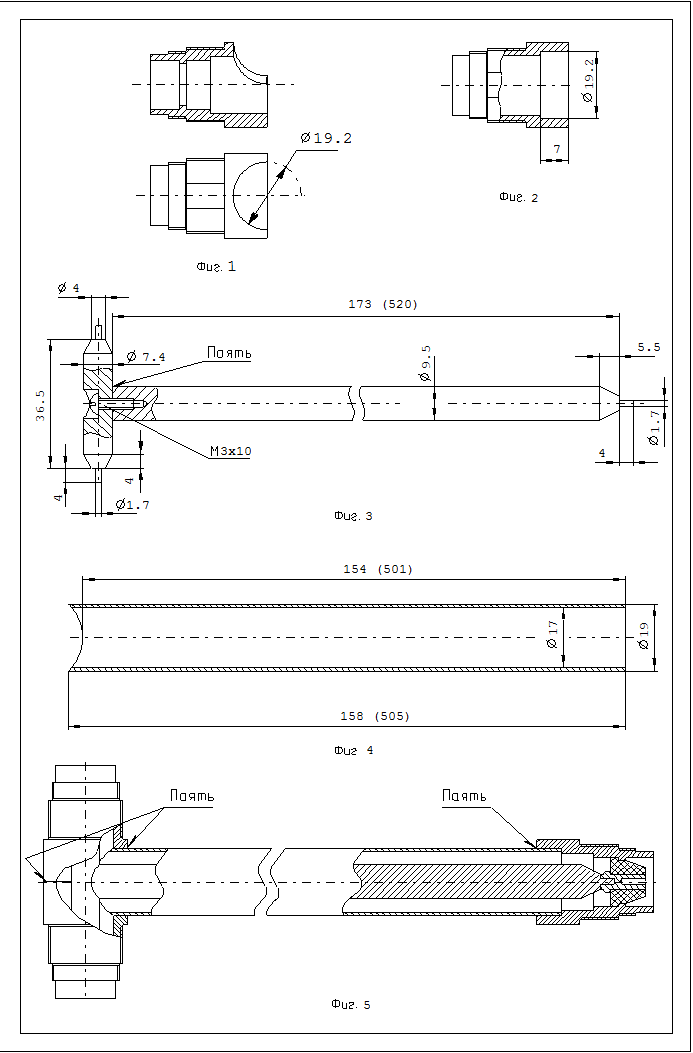 Ø19.2
Фиг. 1
Ø19.2
7
Фиг. 2
Ø 4
173 (520)
Ø 7.4
Паять
Ø9.5
5.5
36.5
М3х10
4
Ø1.7
4
4
Ø1.7
Фиг. 3
154 (501)
Ø17
Ø19
158 (505)
Фиг 4
Паять
Паять
Фиг. 5